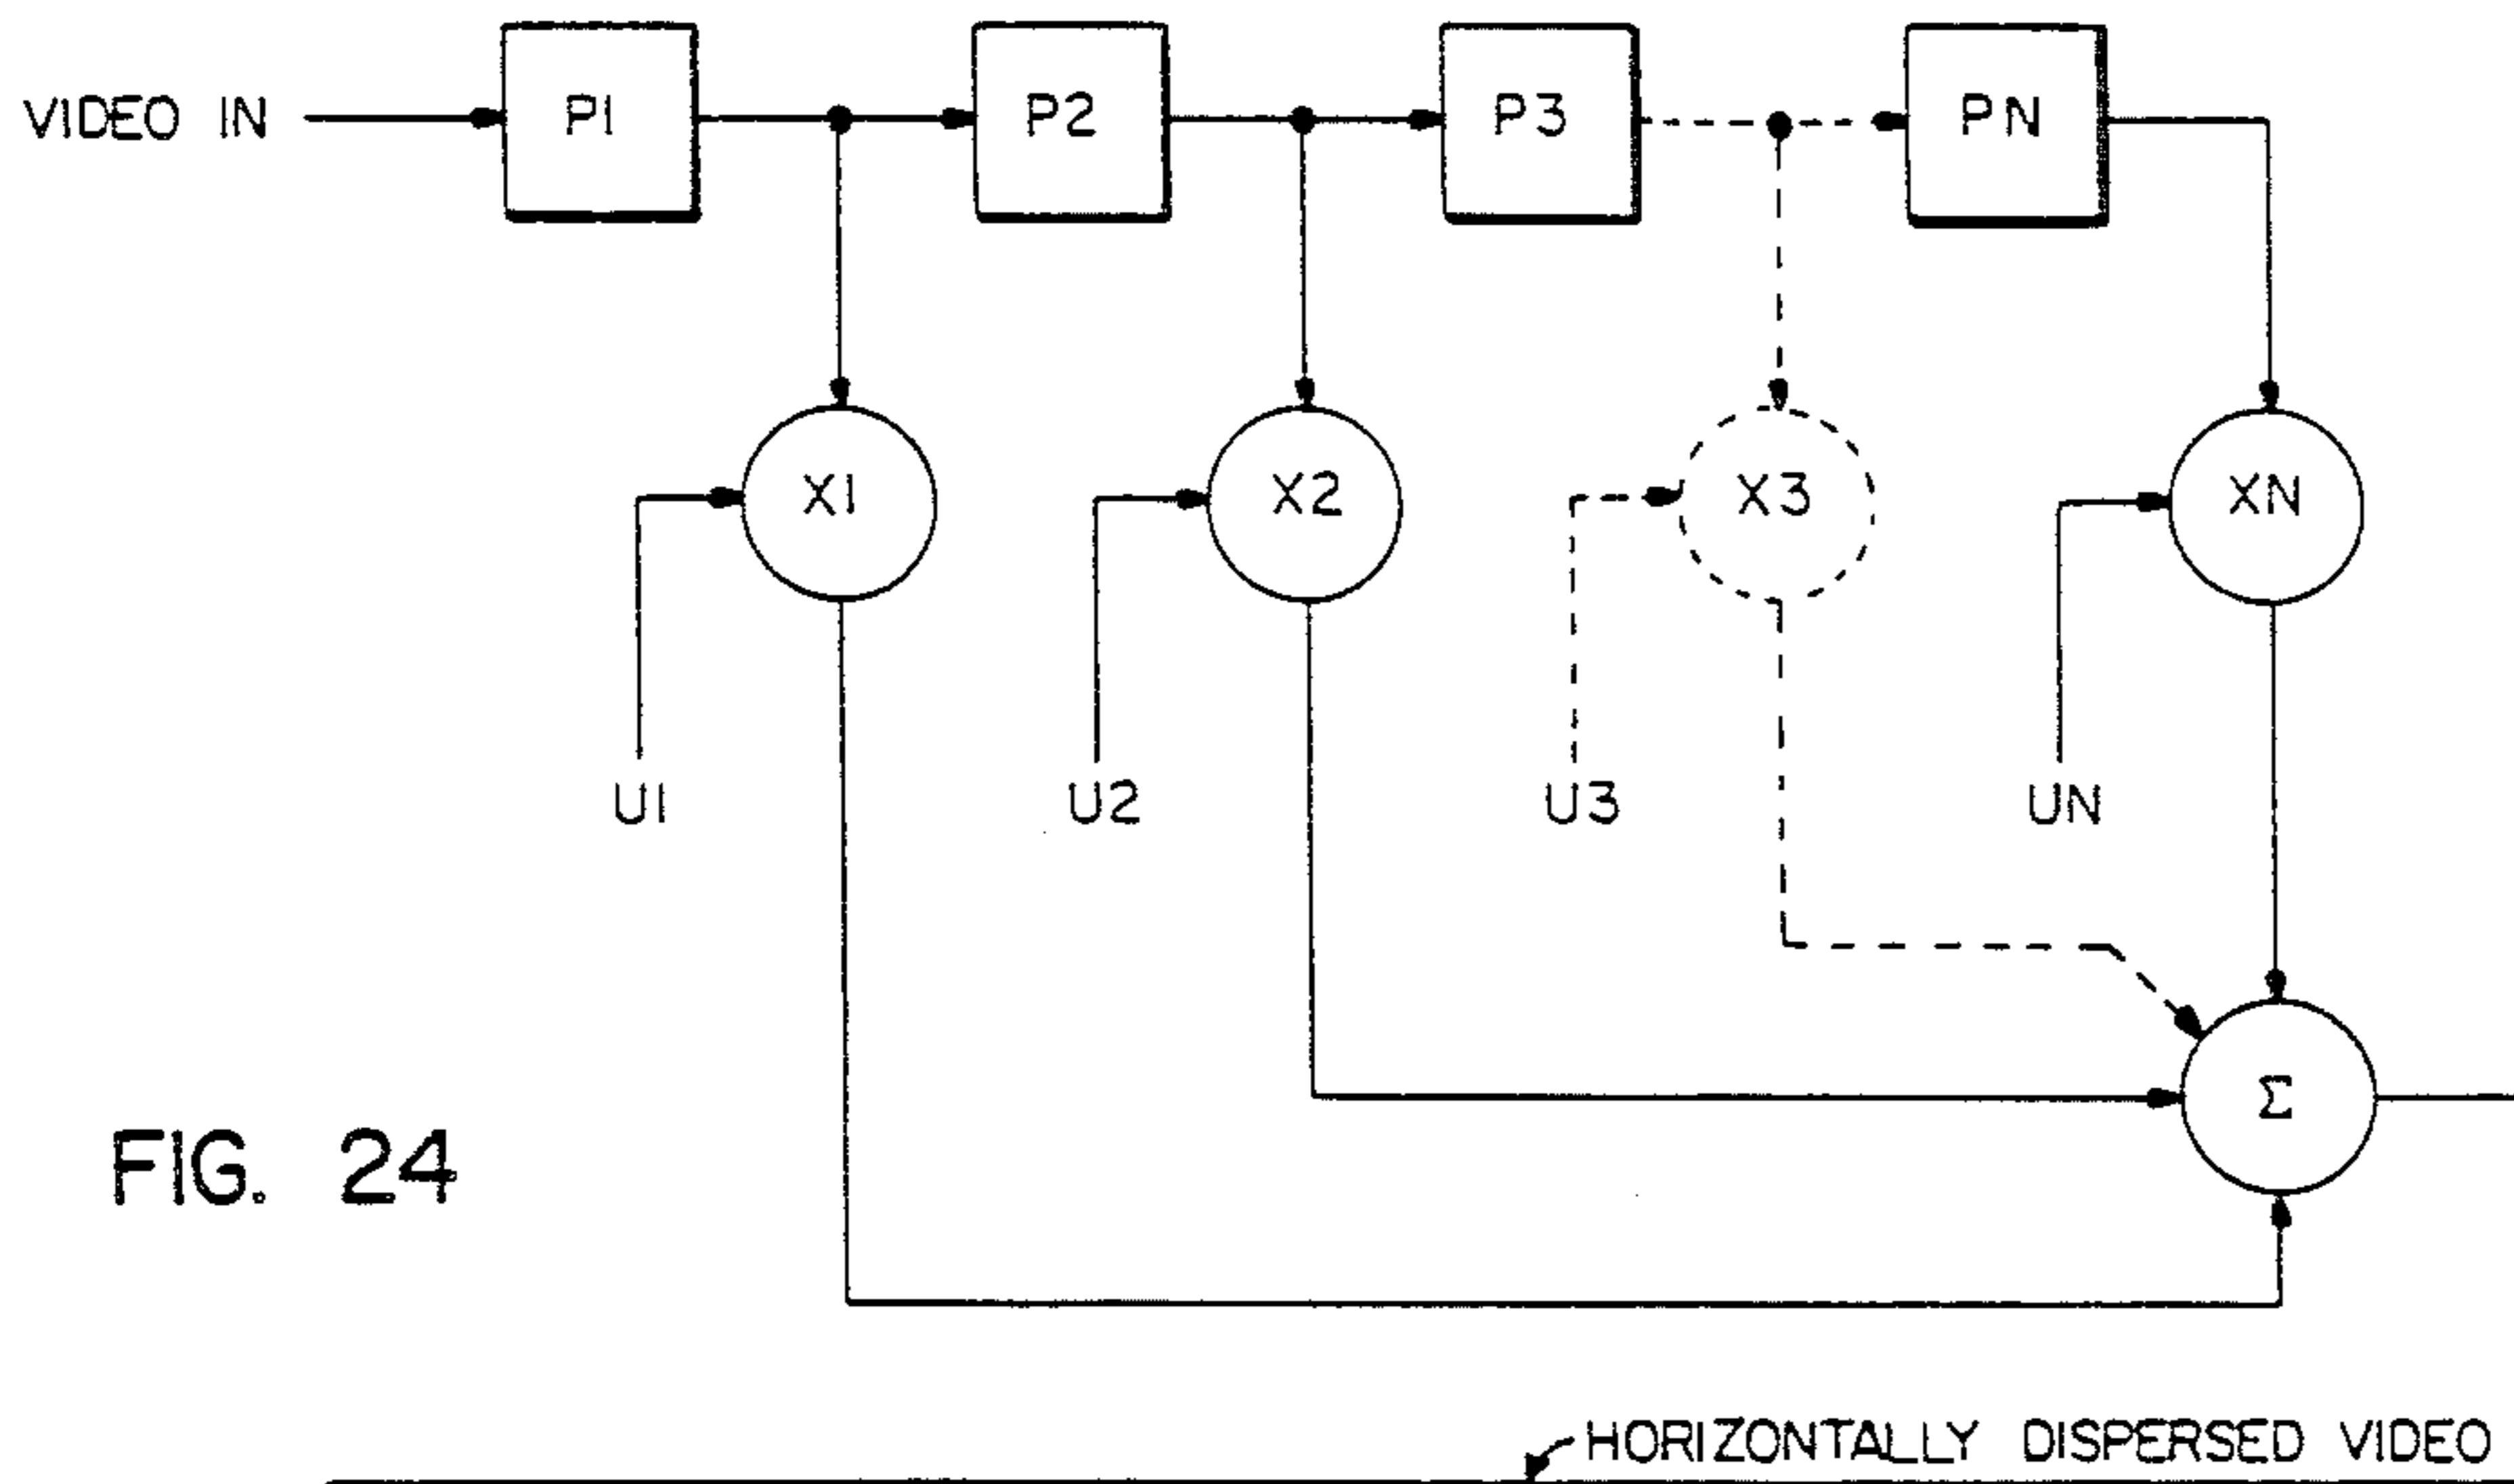 VIDEO IN
P1
P2
P3
PN
X1
X2
X3
XN
U1
U2
U3
UN
Σ
FIG. 24
HORIZONTALLY DISPERSED VIDEO